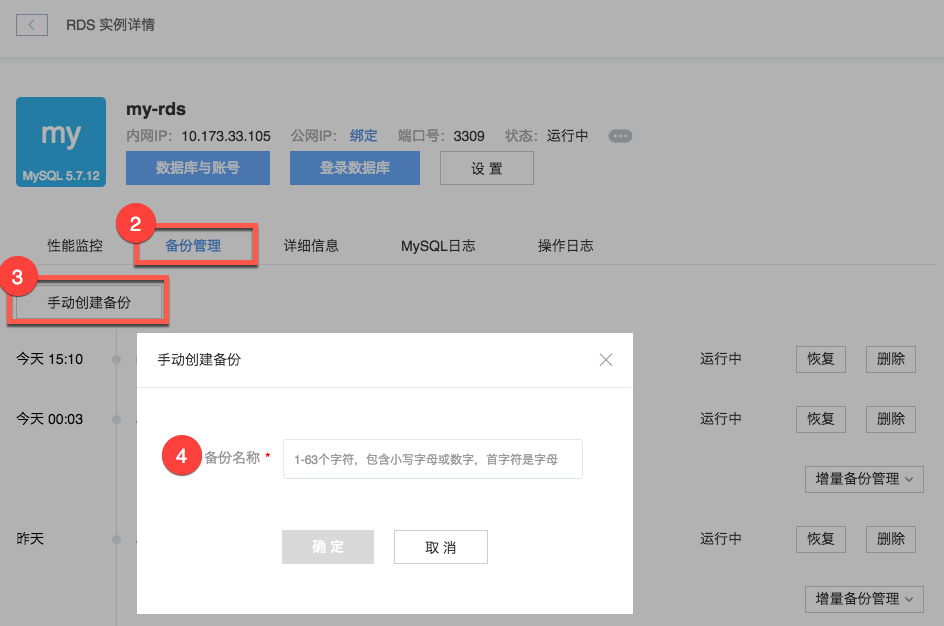 RDS 实例详情
my-rds
my
MySQL 5.7.12
内网IP: 10.173.33.105 公网IP: 绑定 端口号: 3309 状态: 运行中
数据库与账号 登录数据库 设 置
2
性能监控 备份管理 详细信息 MySQL日志 操作日志
3
手动创建备份
手动创建备份
今天 15:10 运行中 恢复 删除
今天 00:03 运行中 恢复 删除
4 备份名称 * 1-63个字符，包含小写字母或数字，首字符是字母
增量备份管理
昨天 运行中 恢复 删除
确 定 取 消
增量备份管理